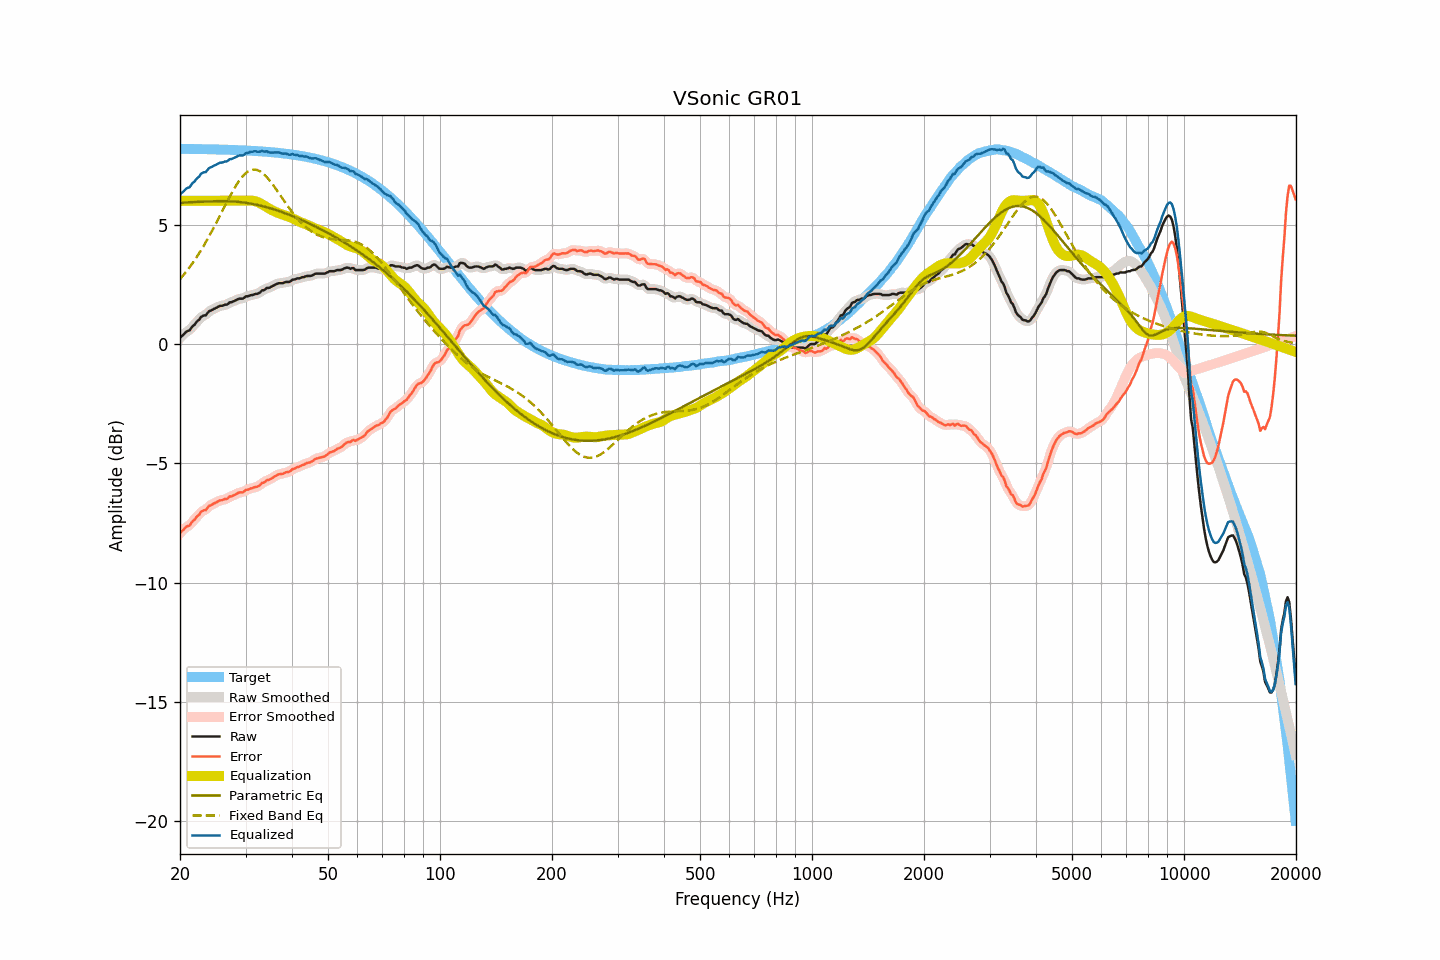 VSonic GR01
Amplitude (dBr)
5
0
−5
−10
−15
−20
Target
Raw Smoothed
Error Smoothed
Raw
Error
Equalization
Parametric Eq
Fixed Band Eq
Equalized
20 50 100 200 500 1000 2000 5000 10000 20000
Frequency (Hz)